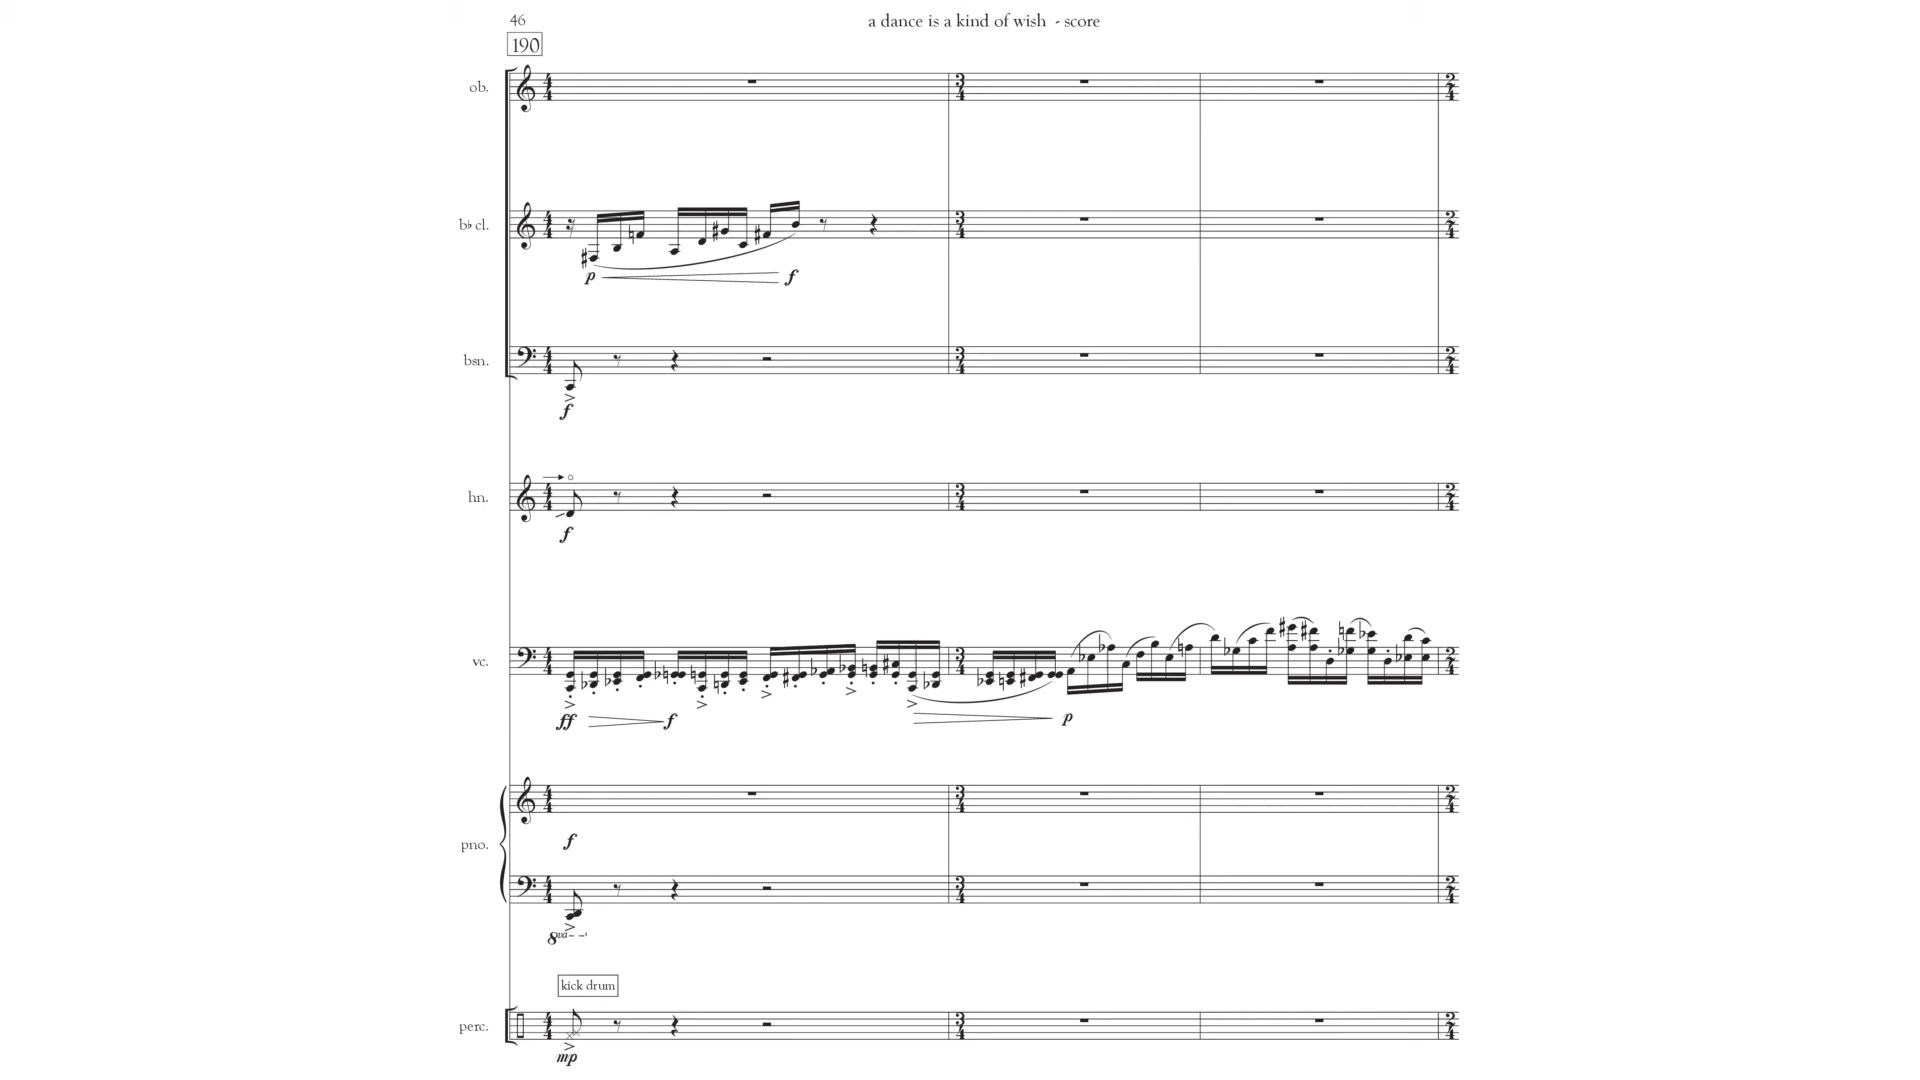 46
a dance is a kind of wish - score
190
ob.
b♭ cl.
p
f
bsn.
f
hn.
f
vc.
ff
f
p
pno.
f
8va
kick drum
perc.
mp